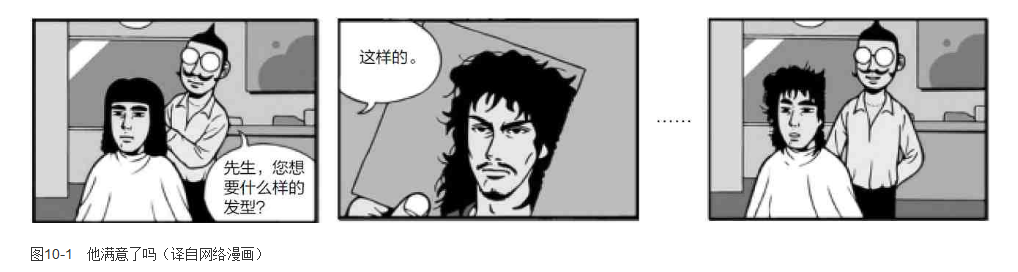 先生，您想
要什么样的
发型？
这样的。
……
图10-1 他满意了吗（译自网络漫画）